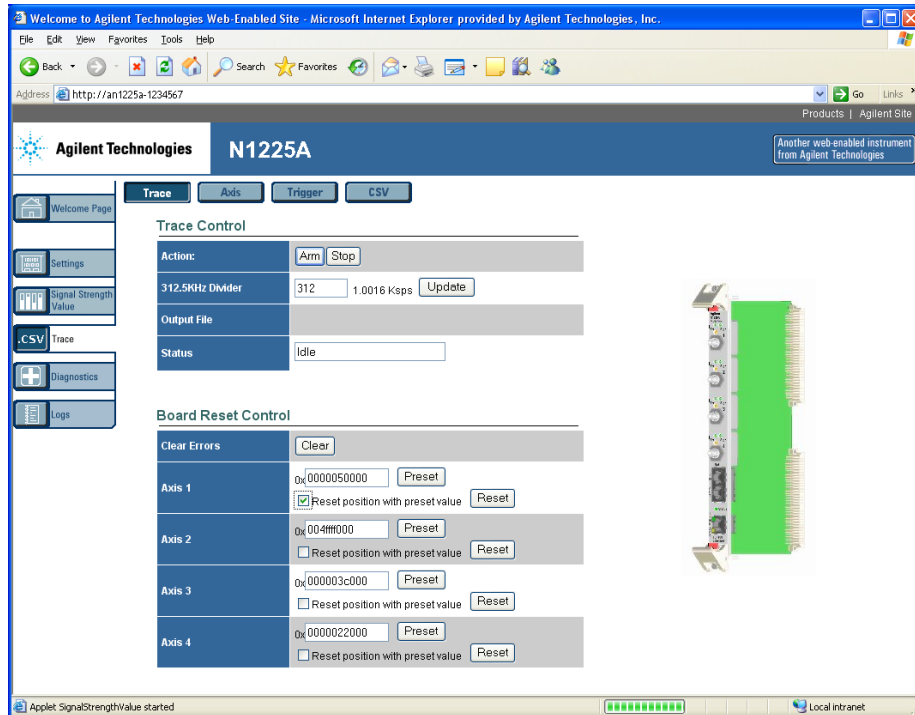 Welcome to Agilent Technologies Web-Enabled Site - Microsoft Internet Explorer provided by Agilent Technologies, Inc.
File Edit View Favorites Tools Help
Back Search Favorites
Address http://an1225a-1234567 Go Links »
Products | Agilent Site
Agilent Technologies N1225A
Another web-enabled instrument
from Agilent Technologies
Trace Axis Trigger CSV
Welcome Page
Settings
Signal Strength
Value
.CSV Trace
Diagnostics
Logs
Trace Control
Action: Arm Stop
312.5KHz Divider 312 1.0016 Ksps Update
Output File
Status Idle
Board Reset Control
Clear Errors Clear
Axis 1 0x 0000050000 Preset
Reset position with preset value Reset
Axis 2 0x 004ffff000 Preset
Reset position with preset value Reset
Axis 3 0x 000003c000 Preset
Reset position with preset value Reset
Axis 4 0x 0000022000 Preset
Reset position with preset value Reset
Applet SignalStrengthValue started Local intranet